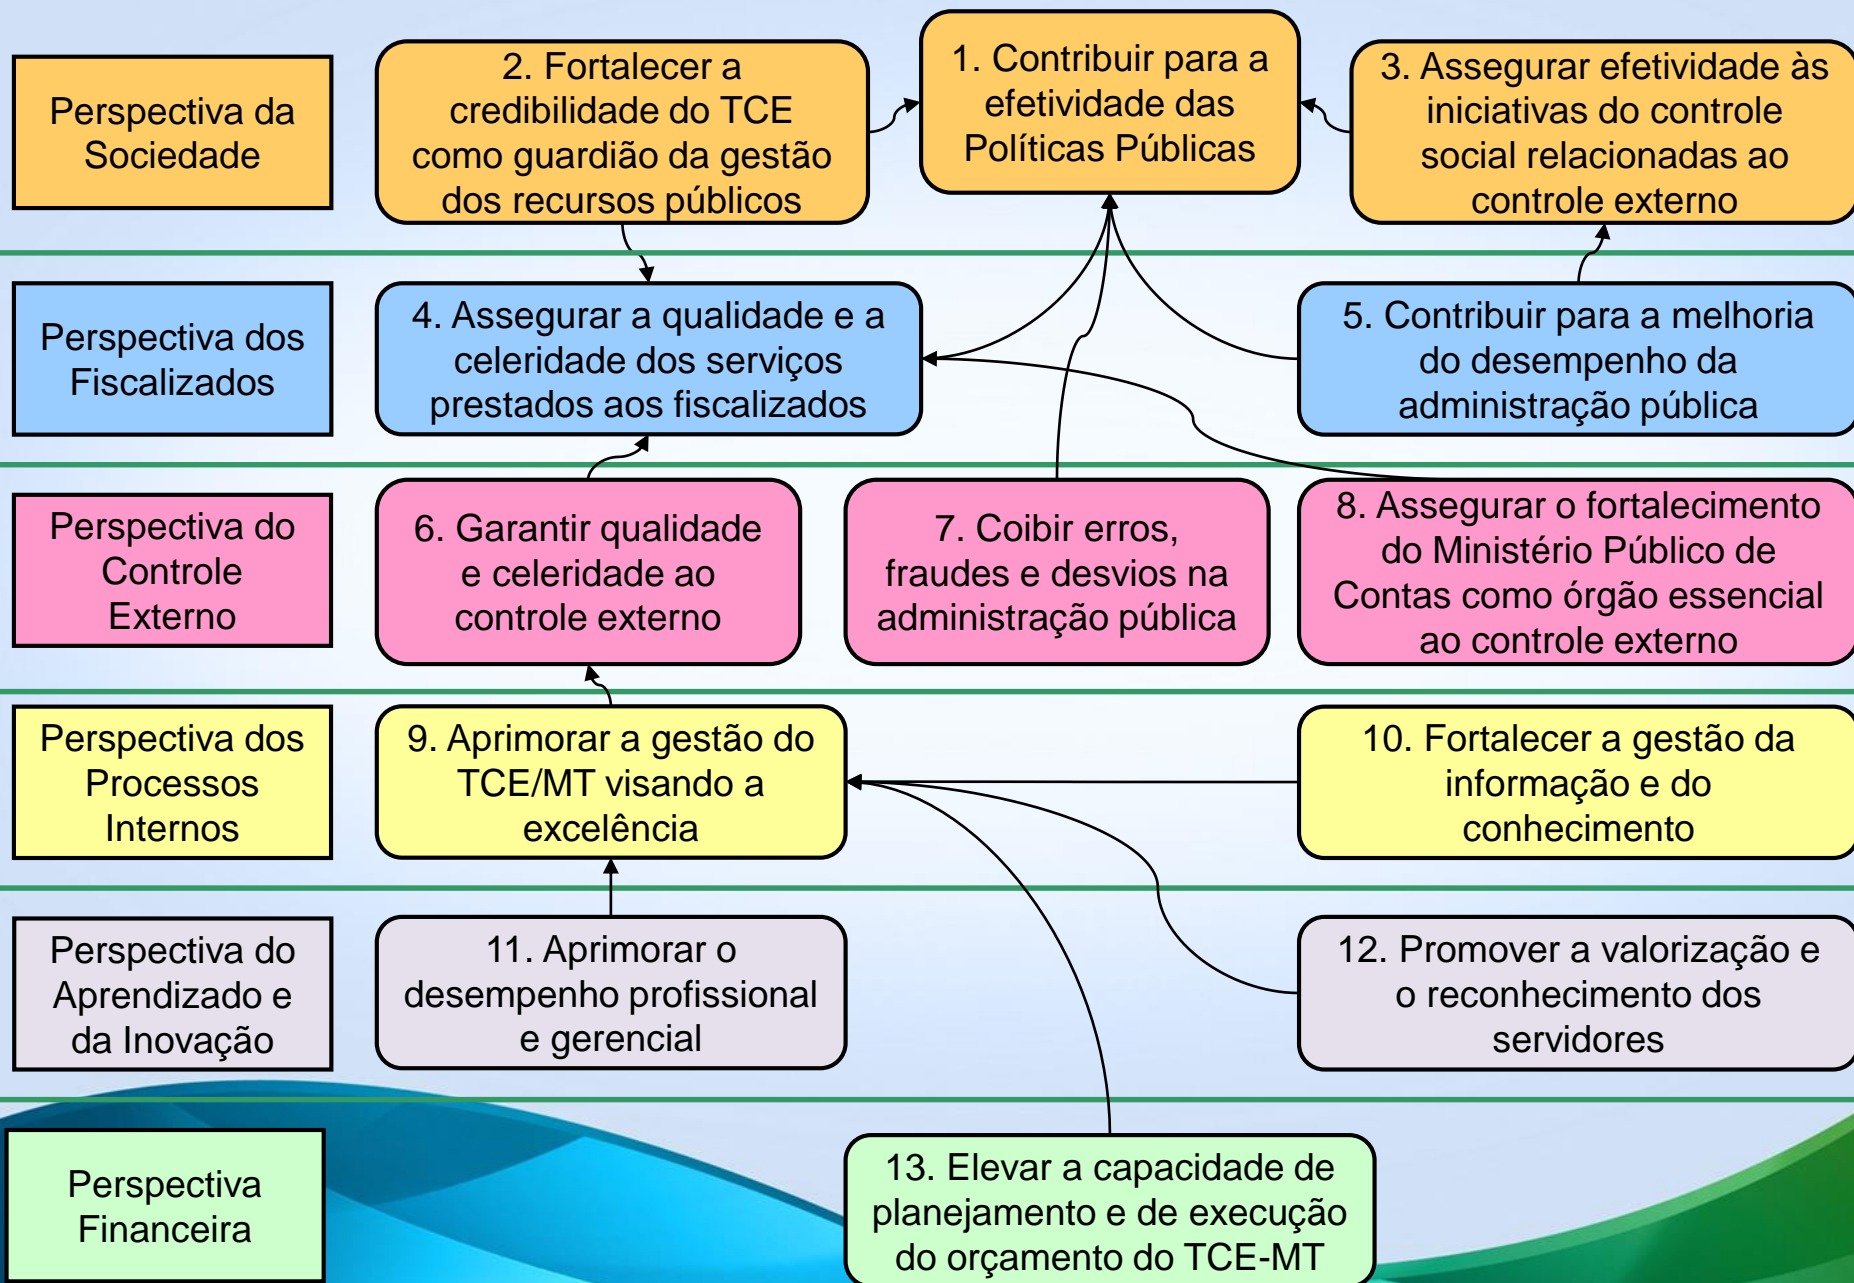 Perspectiva da
Sociedade
2. Fortalecer a
credibilidade do TCE
como guardião da gestão
dos recursos públicos
1. Contribuir para a
efetividade das
Políticas Públicas
3. Assegurar efetividade às
iniciativas do controle
social relacionadas ao
controle externo
Perspectiva dos
Fiscalizados
4. Assegurar a qualidade e a
celeridade dos serviços
prestados aos fiscalizados
5. Contribuir para a melhoria
do desempenho da
administração pública
Perspectiva do
Controle
Externo
6. Garantir qualidade
e celeridade ao
controle externo
7. Coibir erros,
fraudes e desvios na
administração pública
8. Assegurar o fortalecimento
do Ministério Público de
Contas como órgão essencial
ao controle externo
Perspectiva dos
Processos
Internos
9. Aprimorar a gestão do
TCE/MT visando a
excelência
10. Fortalecer a gestão da
informação e do
conhecimento
Perspectiva do
Aprendizado e
da Inovação
11. Aprimorar o
desempenho profissional
e gerencial
12. Promover a valorização e
o reconhecimento dos
servidores
Perspectiva
Financeira
13. Elevar a capacidade de
planejamento e de execução
do orçamento do TCE-MT